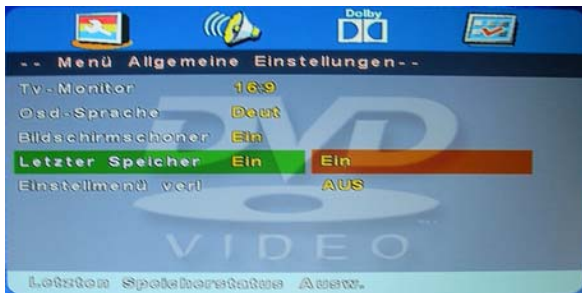 Dolby
-- Menü Allgemeine Einstellungen--
Tv-Monitor 16:9
Osd-Sprache Deut
Bildschirmschoner Ein
Letzter Speicher Ein Ein
Einstellmenü verl AUS
DVD
VIDEO
Letzten Speicherstatus Ausw.